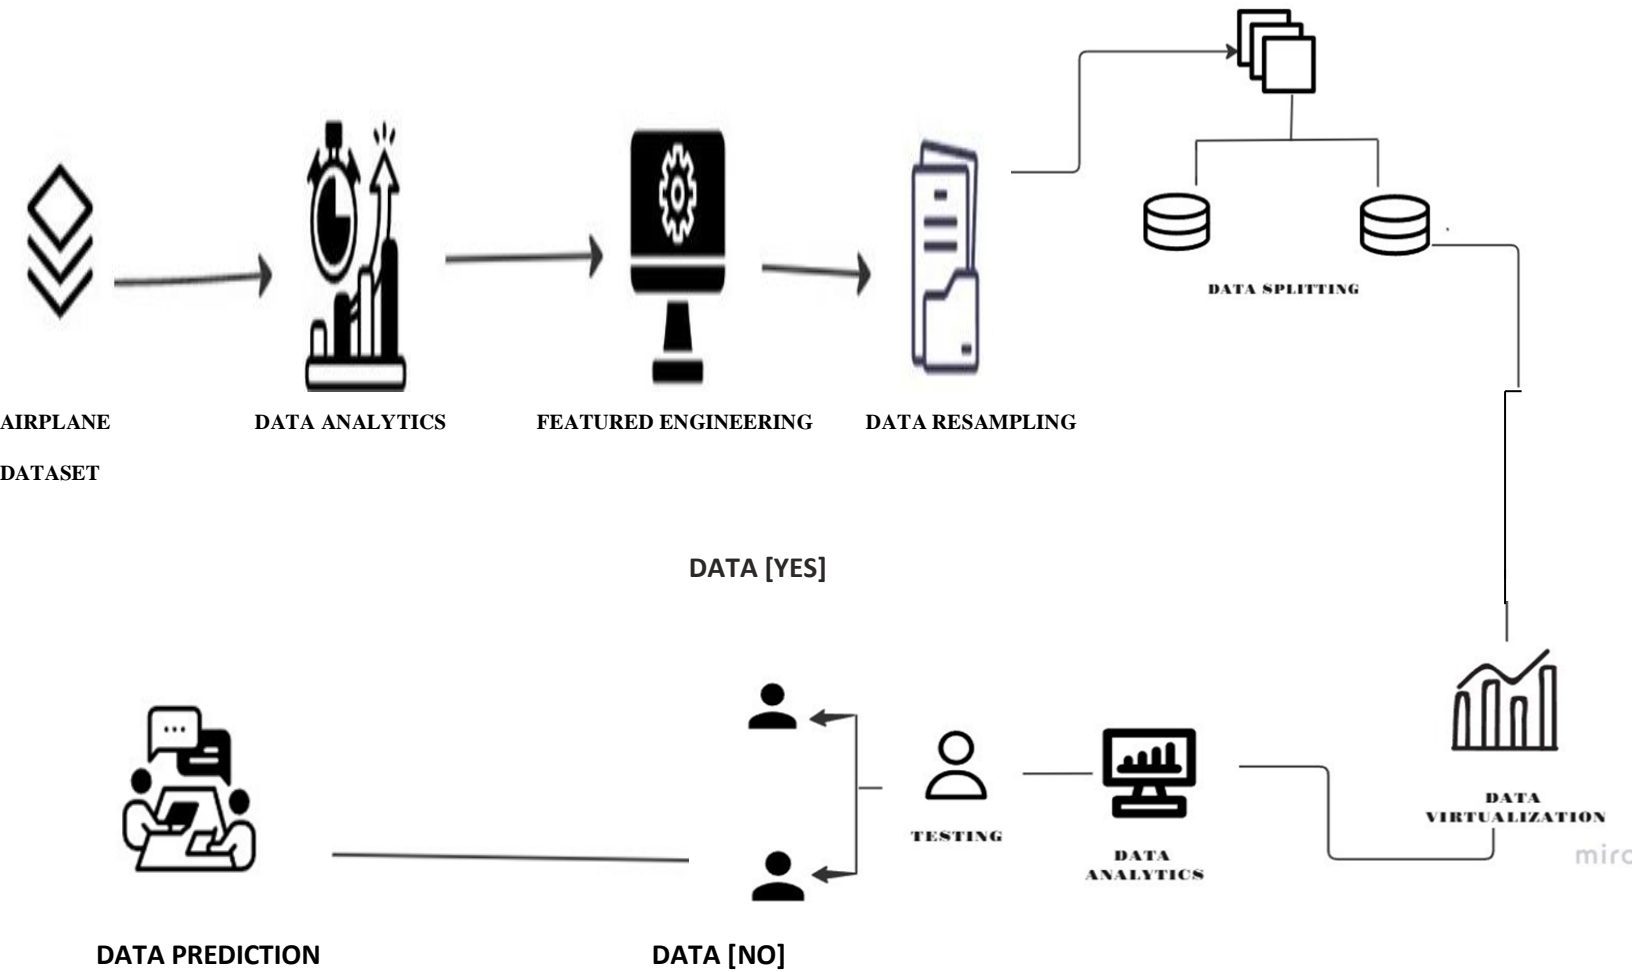 DATA SPLITTING
AIRPLANE
DATASET
DATA ANALYTICS
FEATURED ENGINEERING
DATA RESAMPLING
DATA [YES]
DATA
VIRTUALIZATION
miro
DATA
ANALYTICS
TESTING
DATA [NO]
DATA PREDICTION